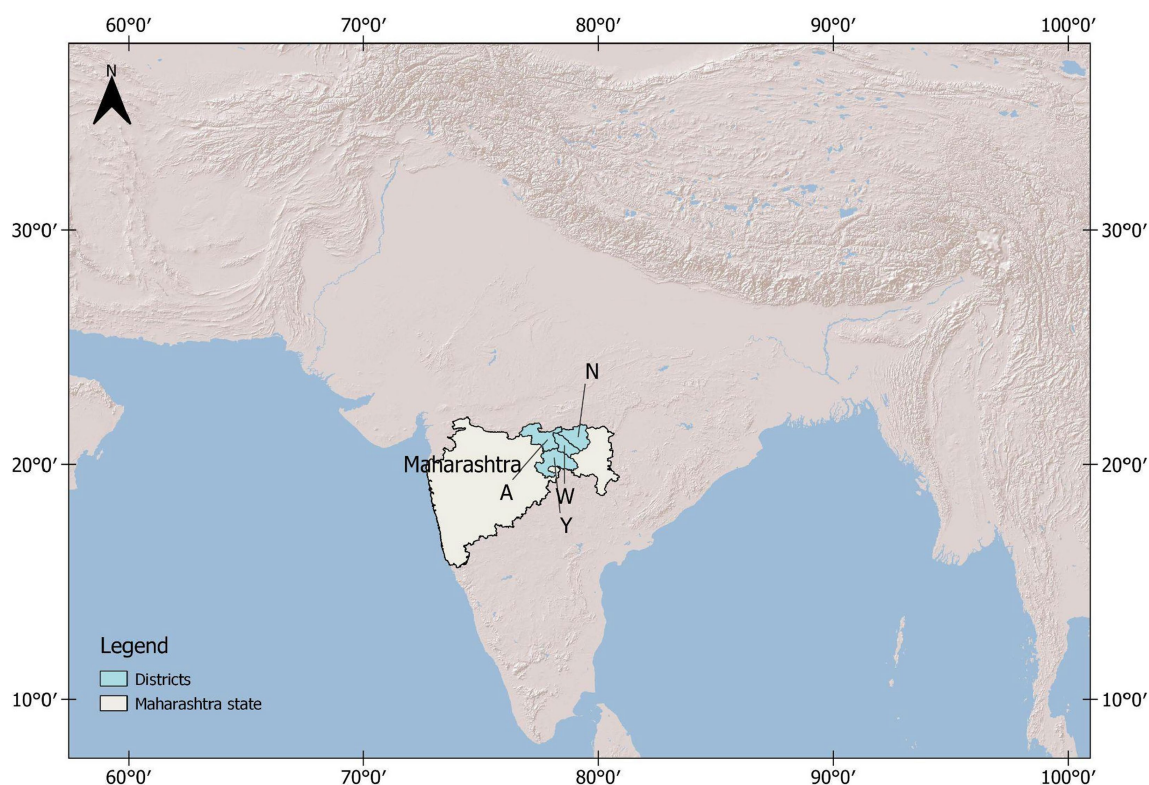 60°0′ 70°0′ 80°0′ 90°0′ 100°0′
N
30°0′ 30°0′
N
20°0′ Maharashtra 20°0′
A W
Y
Legend
Districts
10°0′ Maharashtra state 10°0′
60°0′ 70°0′ 80°0′ 90°0′ 100°0′